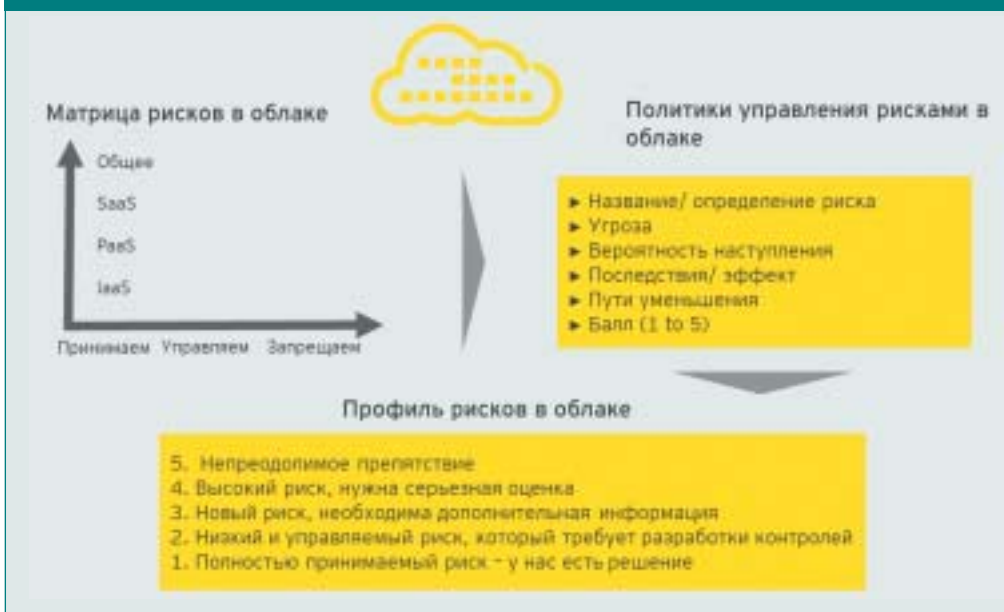 Матрица рисков в облаке
Общее
SaaS
PaaS
IaaS
Принимаем Управляем Запрещаем
Политики управления рисками в
облаке
► Название/ определение риска
► Угроза
► Вероятность наступления
► Последствия/ эффект
► Пути уменьшения
► Балл (1 to 5)
Профиль рисков в облаке
5. Непреодолимое препятствие
4. Высокий риск, нужна серьезная оценка
3. Новый риск, необходима дополнительная информация
2. Низкий и управляемый риск, который требует разработки контролей
1. Полностью принимаемый риск - у нас есть решение